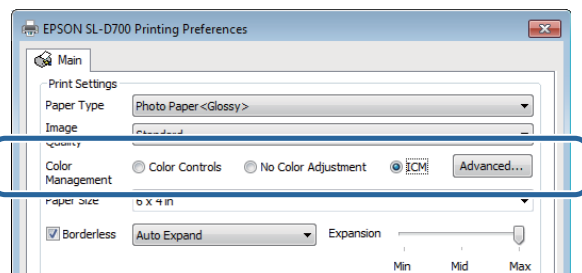 EPSON SL-D700 Printing Preferences
Main
Print Settings
Paper Type Photo Paper<Glossy>
Image
Quality Standard
Color
Management Color Controls No Color Adjustment ICM Advanced...
Paper Size 6 x 4 in
Borderless Auto Expand Expansion
Min Mid Max